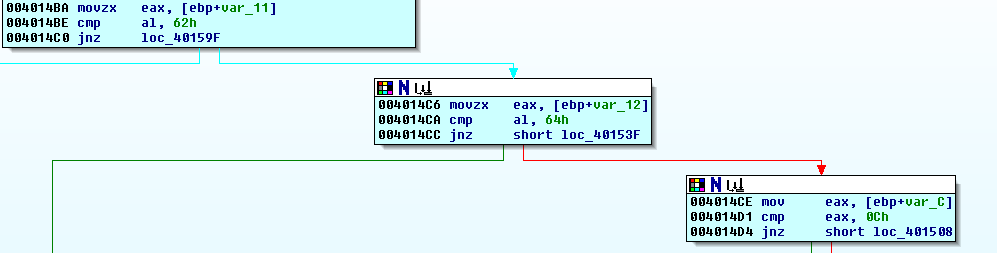 004014BA movzx eax, [ebp+var_11]
004014BE cmp al, 62h
004014C0 jnz loc_40159F
N
004014C6 movzx eax, [ebp+var_12]
004014CA cmp al, 64h
004014CC jnz short loc_40153F
N
004014CE mov eax, [ebp+var_C]
004014D1 cmp eax, 0Ch
004014D4 jnz short loc_401508